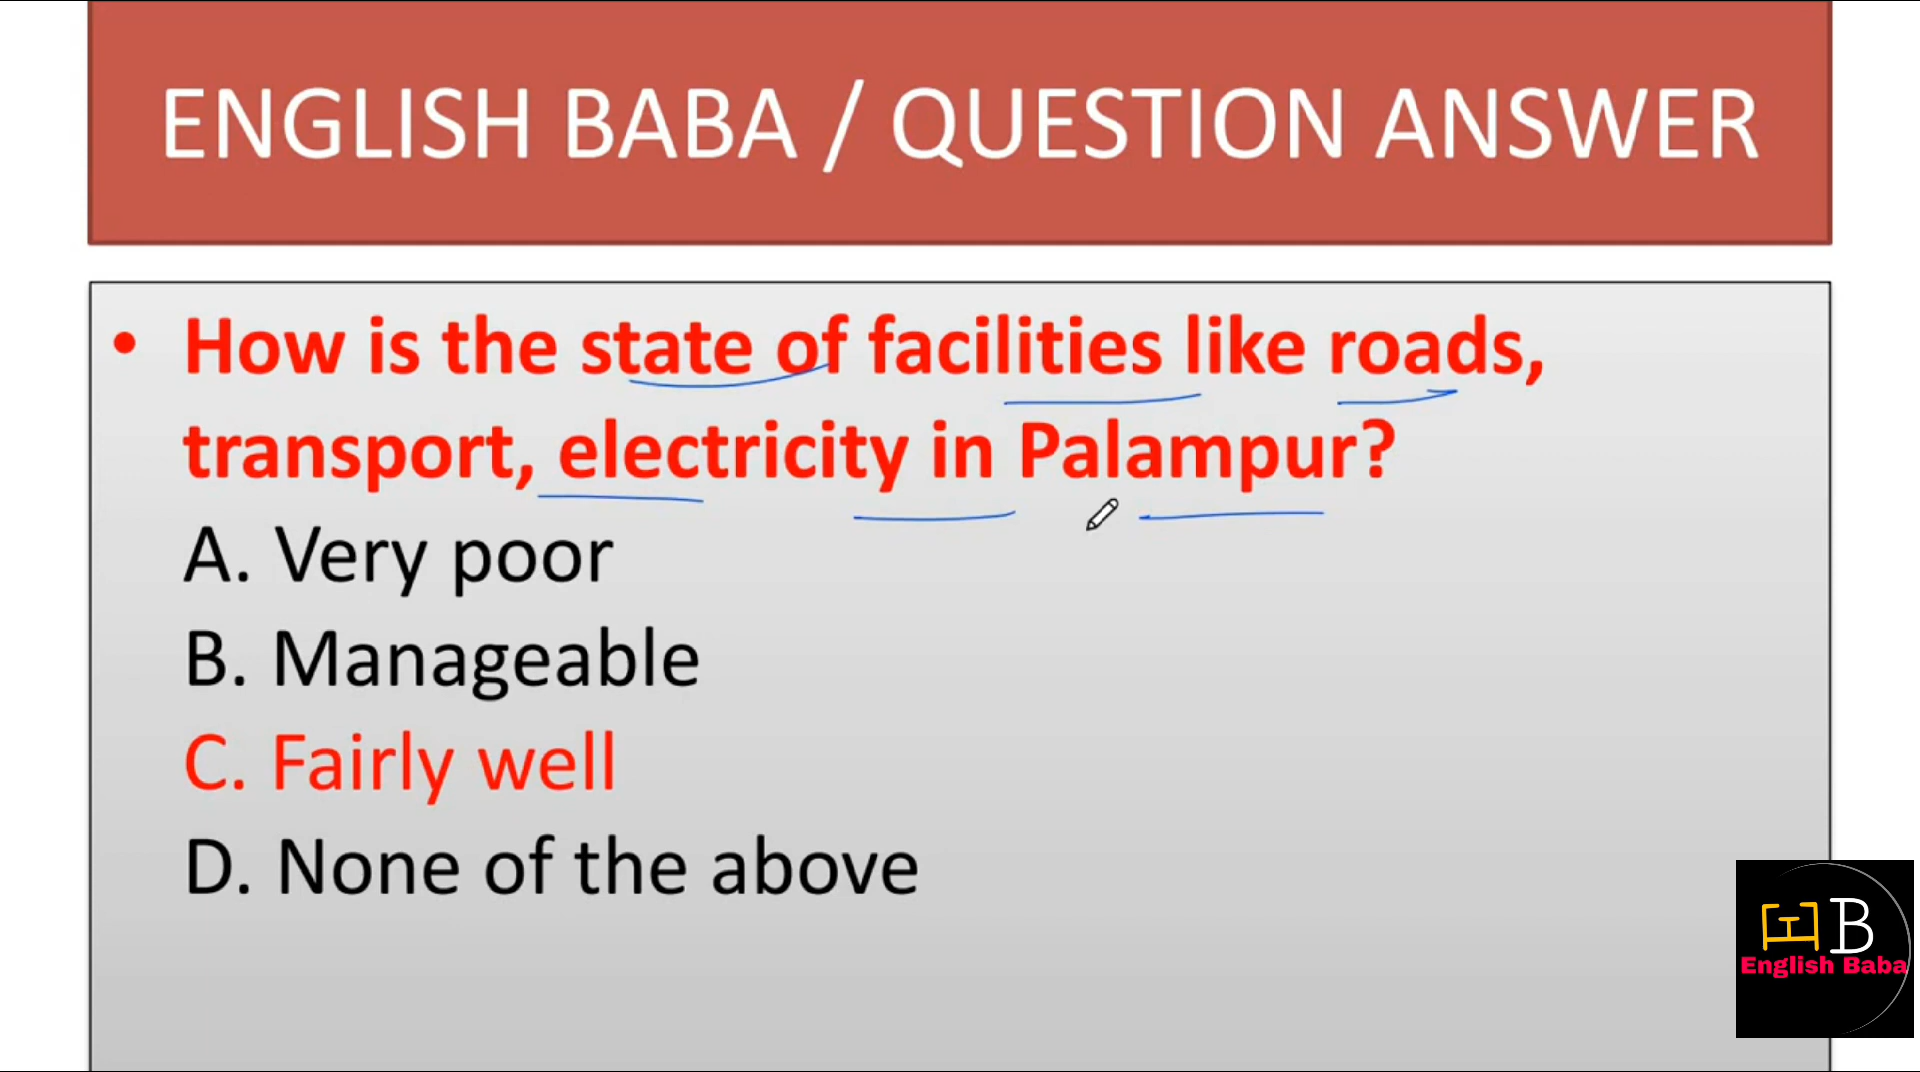 ENGLISH BABA / QUESTION ANSWER
• How is the state of facilities like roads,
transport, electricity in Palampur?
A. Very poor
B. Manageable
C. Fairly well
D. None of the above
B
English Baba